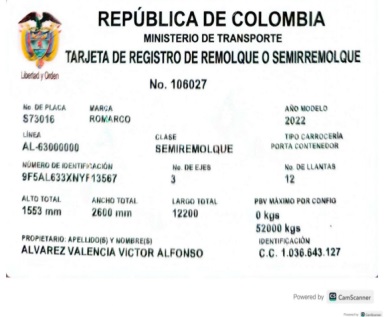 REPÚBLICA DE COLOMBIA
MINISTERIO DE TRANSPORTE
TARJETA DE REGISTRO DE REMOLQUE O SEMIRREMOLQUE
Libertad y Orden
No. 106027
No. DE PLACA MARCA AÑO MODELO
S73016 ROMARCO 2022
LÍNEA CLASE TIPO CARROCERÍA
AL-63000000 SEMIREMOLQUE PORTA CONTENEDOR
NÚMERO DE IDENTIFICACIÓN No. DE EJES No. DE LLANTAS
9F5AL633XNYF13567 3 12
ALTO TOTAL ANCHO TOTAL LARGO TOTAL PBV MÁXIMO POR CONFIG
1553 mm 2600 mm 12200 0 kgs
52000 kgs
PROPIETARIO: APELLIDO(S) Y NOMBRE(S) IDENTIFICACIÓN
ALVAREZ VALENCIA VICTOR ALFONSO C.C. 1.036.643.127
Powered by CamScanner
Powered by CamScanner